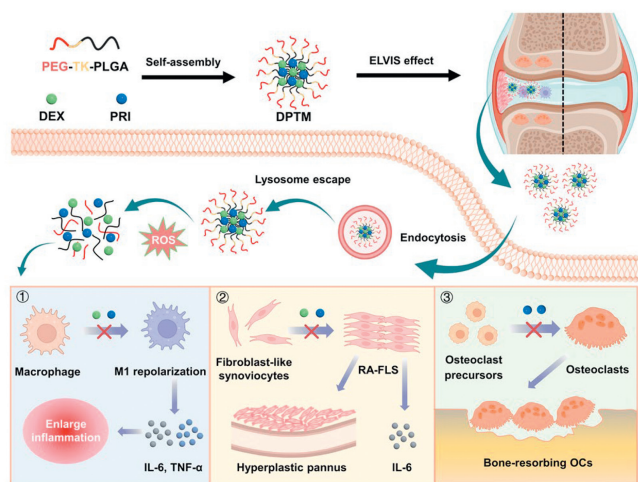 PEG-TK-PLGA
Self-assembly
ELVIS effect
DEX
PRI
DPTM
Lysosome escape
ROS
Endocytosis
①
Macrophage
M1 repolarization
Enlarge
inflammation
IL-6, TNF-α
②
Fibroblast-like
synoviocytes
RA-FLS
Hyperplastic pannus
IL-6
③
Osteoclast
precursors
Osteoclasts
Bone-resorbing OCs